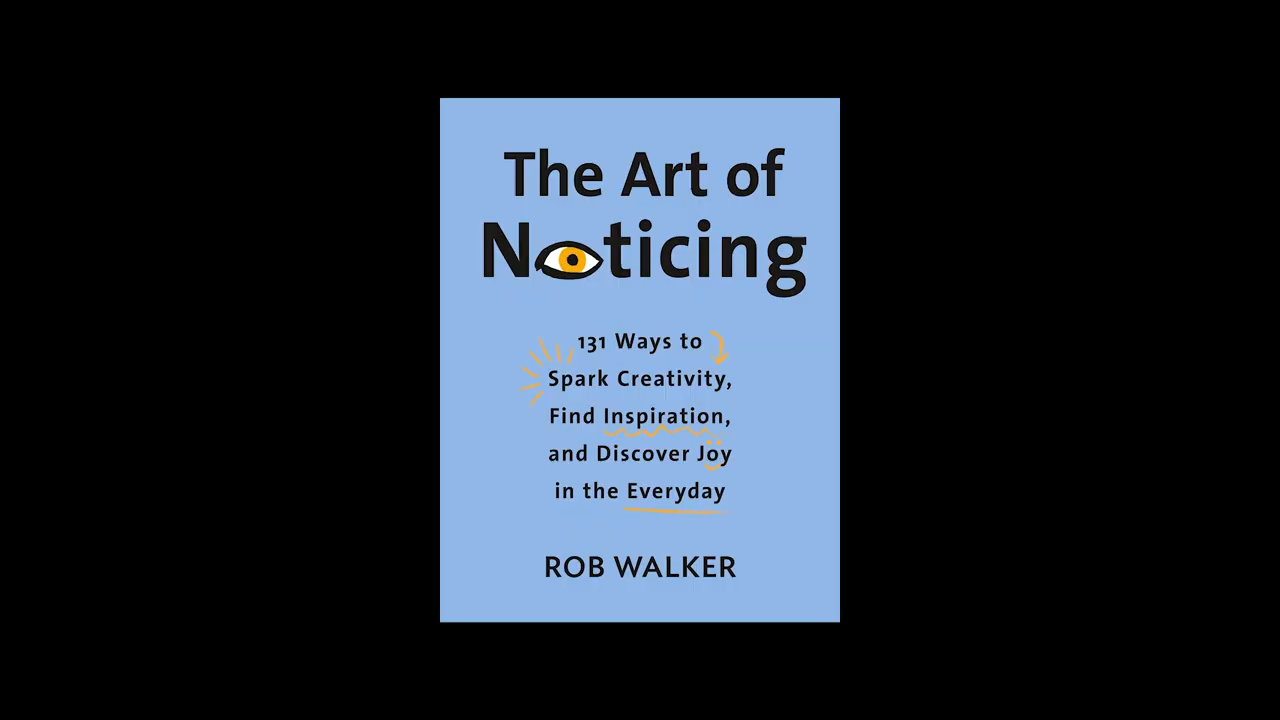 The Art of
Noticing
131 Ways to
Spark Creativity,
Find Inspiration,
and Discover Joy
in the Everyday
ROB WALKER